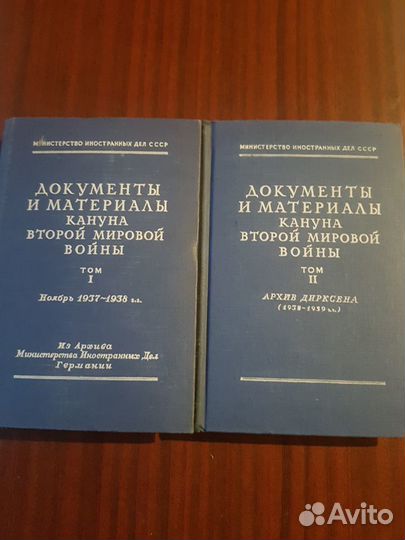 МИНИСТЕРСТВО ИНОСТРАННЫХ ДЕЛ СССР
ДОКУМЕНТЫ
И МАТЕРИАЛЫ
КАНУНА
ВТОРОЙ МИРОВОЙ
ВОЙНЫ
ТОМ
I
Ноябрь 1937~1938 г.г.
Из Архива
Министерства Иностранных Дел
Германии
МИНИСТЕРСТВО ИНОСТРАННЫХ ДЕЛ СССР
ДОКУМЕНТЫ
И МАТЕРИАЛЫ
КАНУНА
ВТОРОЙ МИРОВОЙ
ВОЙНЫ
ТОМ
II
АРХИВ ДИРКСЕНА
(1938~1939 г.г.)
Avito